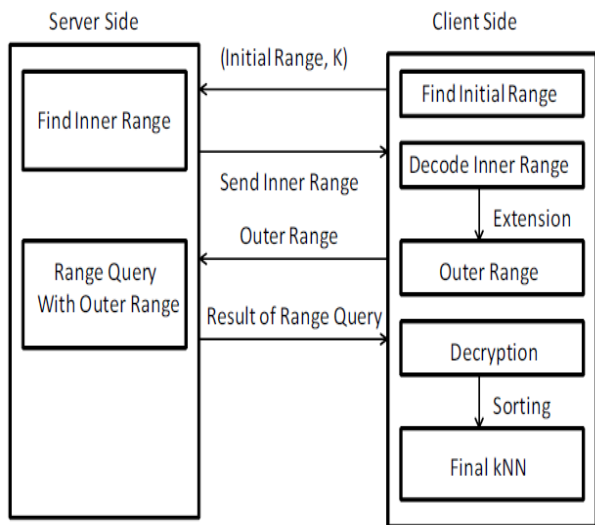 Server Side
Client Side
(Initial Range, K)
Find Initial Range
Find Inner Range
Decode Inner Range
Send Inner Range
Extension
Outer Range
Outer Range
Range Query
With Outer Range
Result of Range Query
Decryption
Sorting
Final kNN